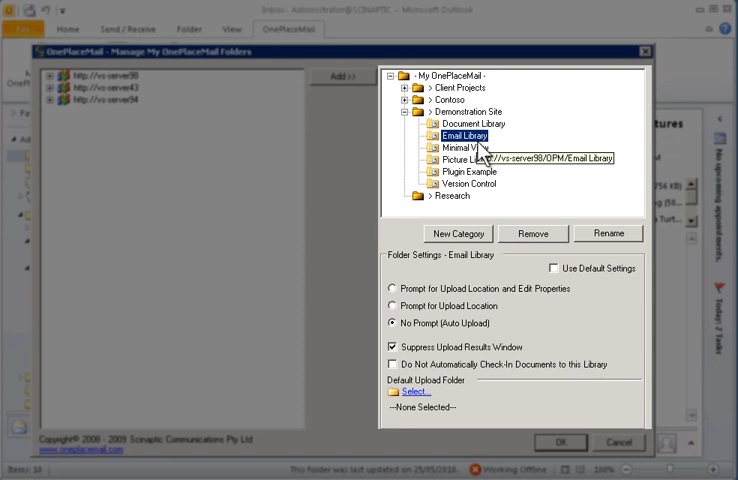 Inbox - Administrator@SCINAPTIC - Microsoft Outlook
File
Home
Send / Receive
Folder
View
OnePlaceMail
OnePlaceMail - Manage My OnePlaceMail Folders
http://vs-server98
http://vs-server43
http://vs-server94
Add >>
- My OnePlaceMail -
> Client Projects
> Contoso
> Demonstration Site
Document Library
Email Library
Minimal
//vs-server98/OPM/Email Library
Plugin Example
Version Control
> Research
New Category
Remove
Rename
Folder Settings - Email Library
Use Default Settings
Prompt for Upload Location and Edit Properties
Prompt for Upload Location
No Prompt (Auto Upload)
Suppress Upload Results Window
Do Not Automatically Check-In Documents to this Library
Default Upload Folder
Select...
---None Selected---
Copyright© 2008 - 2009 Scinaptic Communications Pty Ltd
www.oneplacemail.com
OK
Cancel
No upcoming appointments.
Today: 2 Tasks
Items: 10
This folder was last updated on 25/05/2010.
Working Offline
100%